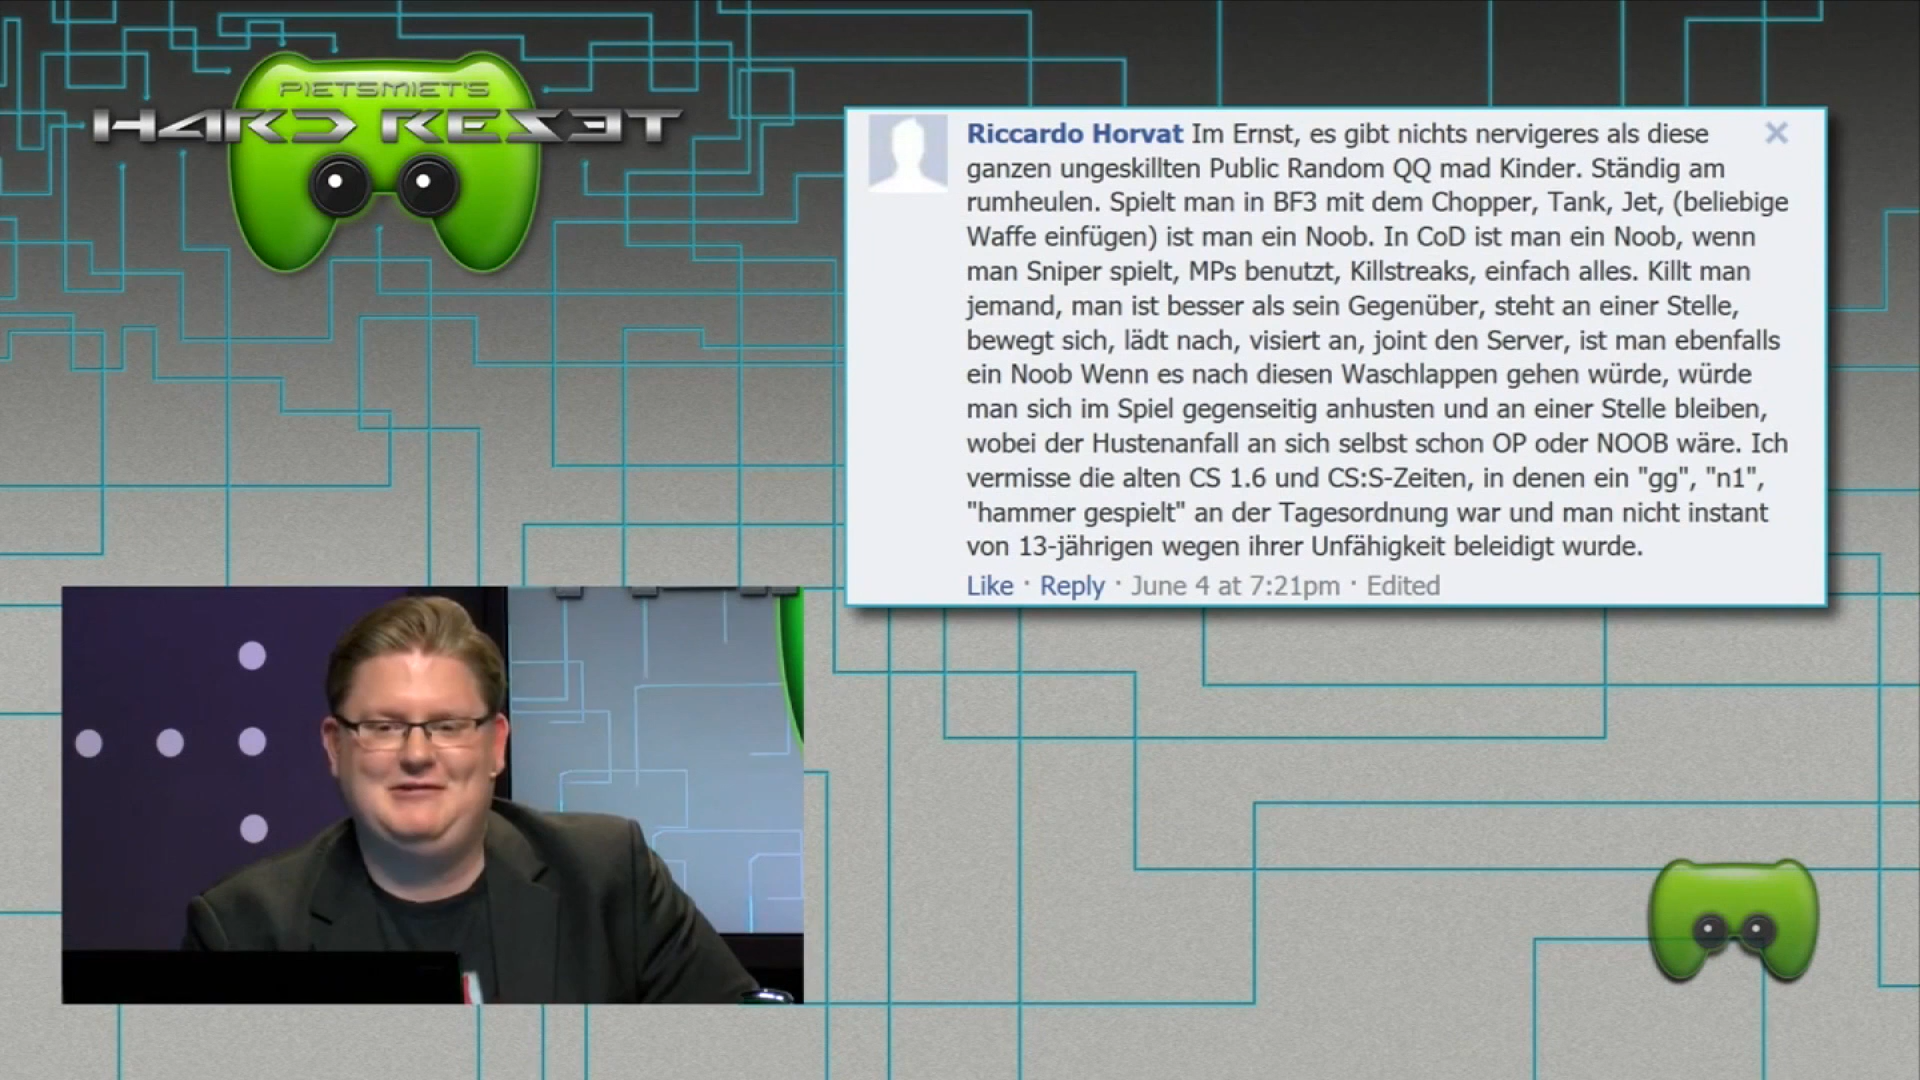 PIETSMIET'S
HARD RESET
Riccardo Horvat Im Ernst, es gibt nichts nervigeres als diese
ganzen ungeskillten Public Random QQ mad Kinder. Ständig am
rumheulen. Spielt man in BF3 mit dem Chopper, Tank, Jet, (beliebige
Waffe einfügen) ist man ein Noob. In CoD ist man ein Noob, wenn
man Sniper spielt, MPs benutzt, Killstreaks, einfach alles. Killt man
jemand, man ist besser als sein Gegenüber, steht an einer Stelle,
bewegt sich, lädt nach, visiert an, joint den Server, ist man ebenfalls
ein Noob Wenn es nach diesen Waschlappen gehen würde, würde
man sich im Spiel gegenseitig anhusten und an einer Stelle bleiben,
wobei der Hustenanfall an sich selbst schon OP oder NOOB wäre. Ich
vermisse die alten CS 1.6 und CS:S-Zeiten, in denen ein "gg", "n1",
"hammer gespielt" an der Tagesordnung war und man nicht instant
von 13-jährigen wegen ihrer Unfähigkeit beleidigt wurde.
Like · Reply · June 4 at 7:21pm · Edited